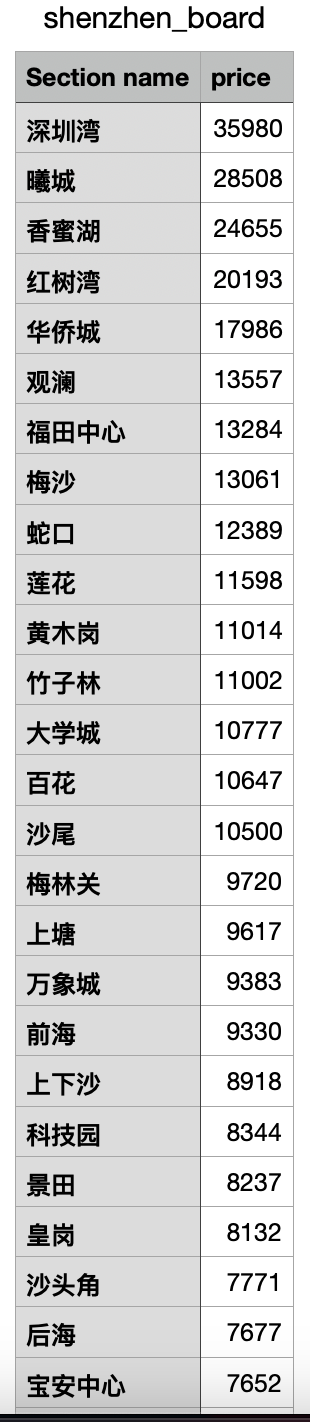 shenzhen_board
Section name price
深圳湾 35980
曦城 28508
香蜜湖 24655
红树湾 20193
华侨城 17986
观澜 13557
福田中心 13284
梅沙 13061
蛇口 12389
莲花 11598
黄木岗 11014
竹子林 11002
大学城 10777
百花 10647
沙尾 10500
梅林关 9720
上塘 9617
万象城 9383
前海 9330
上下沙 8918
科技园 8344
景田 8237
皇岗 8132
沙头角 7771
后海 7677
宝安中心 7652